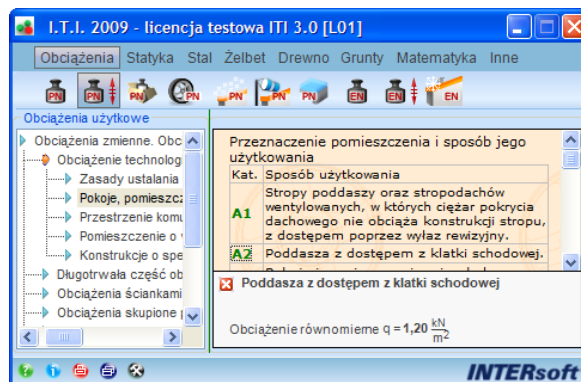 I.T.I. 2009 - licencja testowa ITI 3.0 [L01]
Obciążenia Statyka Stal Żelbet Drewno Grunty Matematyka Inne
PN PN PN PN PN PN PN EN EN EN
Obciążenia użytkowe
Obciążenia zmienne. Obc
Obciążenie technolog
Zasady ustalania
Pokoje, pomieszcz
Przestrzenie komu
Pomieszczenie o
Konstrukcje o spe
Długotrwała część ob
Obciążenia ściankami
Obciążenia skupione
Przeznaczenie pomieszczenia i sposób jego
użytkowania
Kat. Sposób użytkowania
A1 Stropy poddaszy oraz stropodachów
wentylowanych, w których ciężar pokrycia
dachowego nie obciąża konstrukcji stropu,
z dostępem poprzez wyłaz rewizyjny.
A2 Poddasza z dostępem z klatki schodowej.
Poddasza z dostępem z klatki schodowej
Obciążenie równomierne q = 1,20 kN/m²
INTERsoft